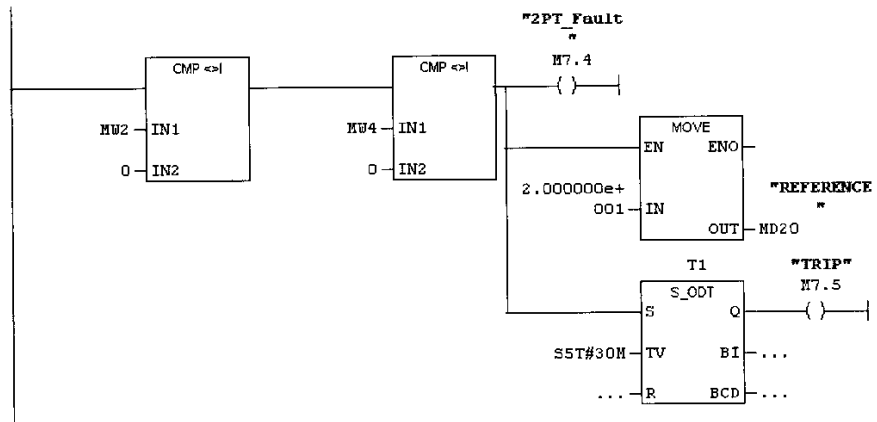 "2PT_Fault
"
CMP <>I
CMP <>I
M7.4
( )
MW2
IN1
MW4
IN1
0
IN2
0
IN2
MOVE
EN
ENO
2.000000e+
001
IN
"REFERENCE
"
OUT
MD20
T1
"TRIP"
S_ODT
M7.5
S
Q
( )
S5T#30M
TV
BI
...
...
R
BCD
...